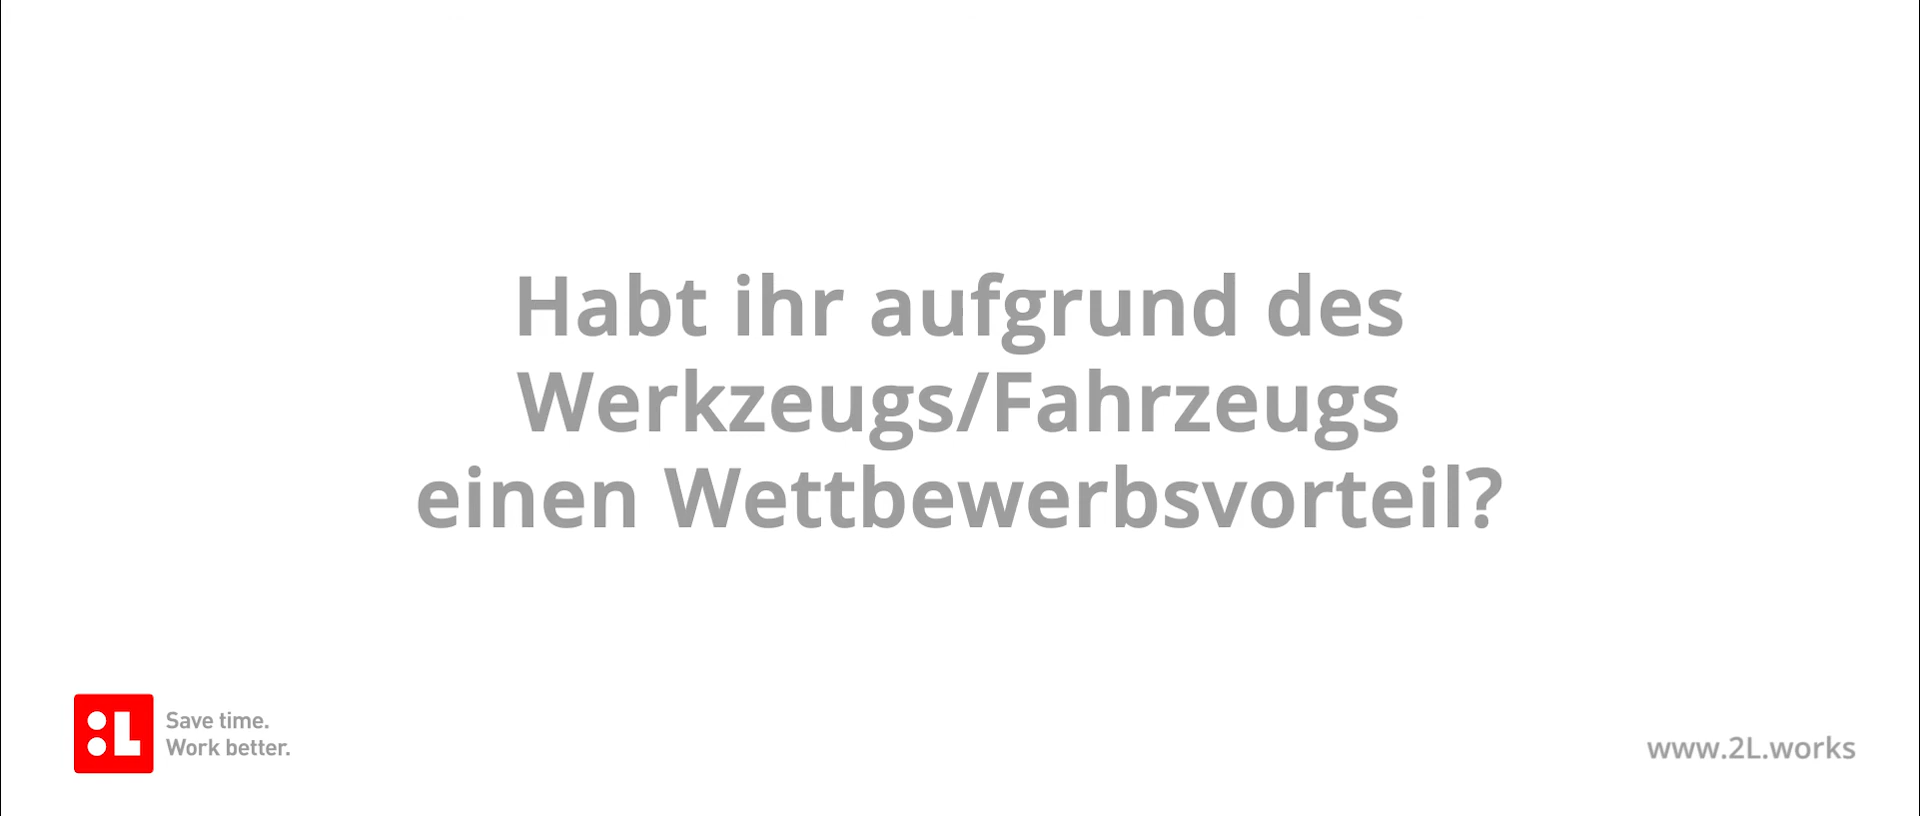 Habt ihr aufgrund des
Werkzeugs/Fahrzeugs
einen Wettbewerbsvorteil?
:L
Save time.
Work better.
www.2L.works